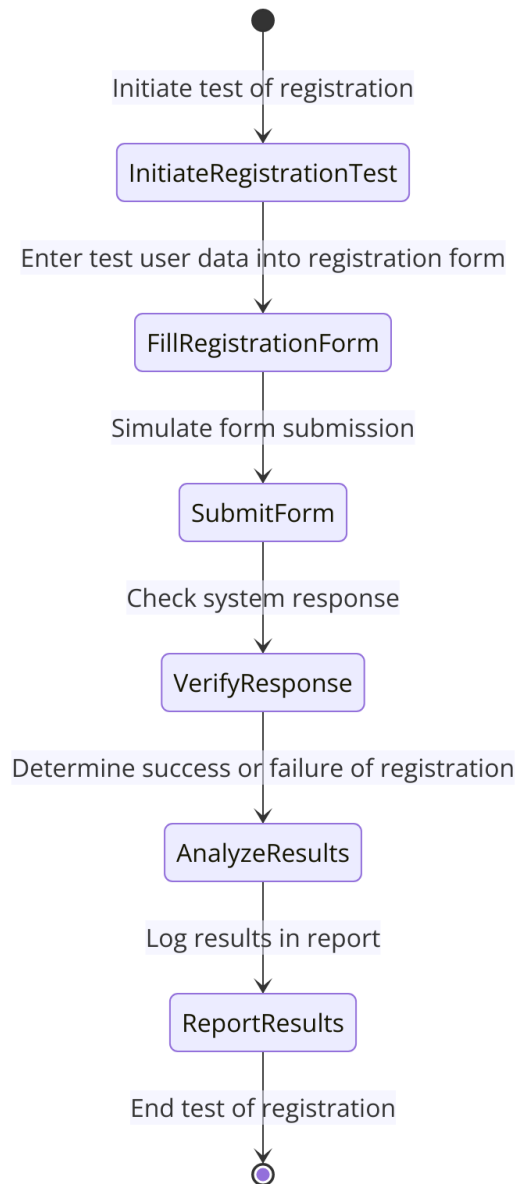 Initiate test of registration
InitiateRegistrationTest
Enter test user data into registration form
FillRegistrationForm
Simulate form submission
SubmitForm
Check system response
VerifyResponse
Determine success or failure of registration
AnalyzeResults
Log results in report
ReportResults
End test of registration